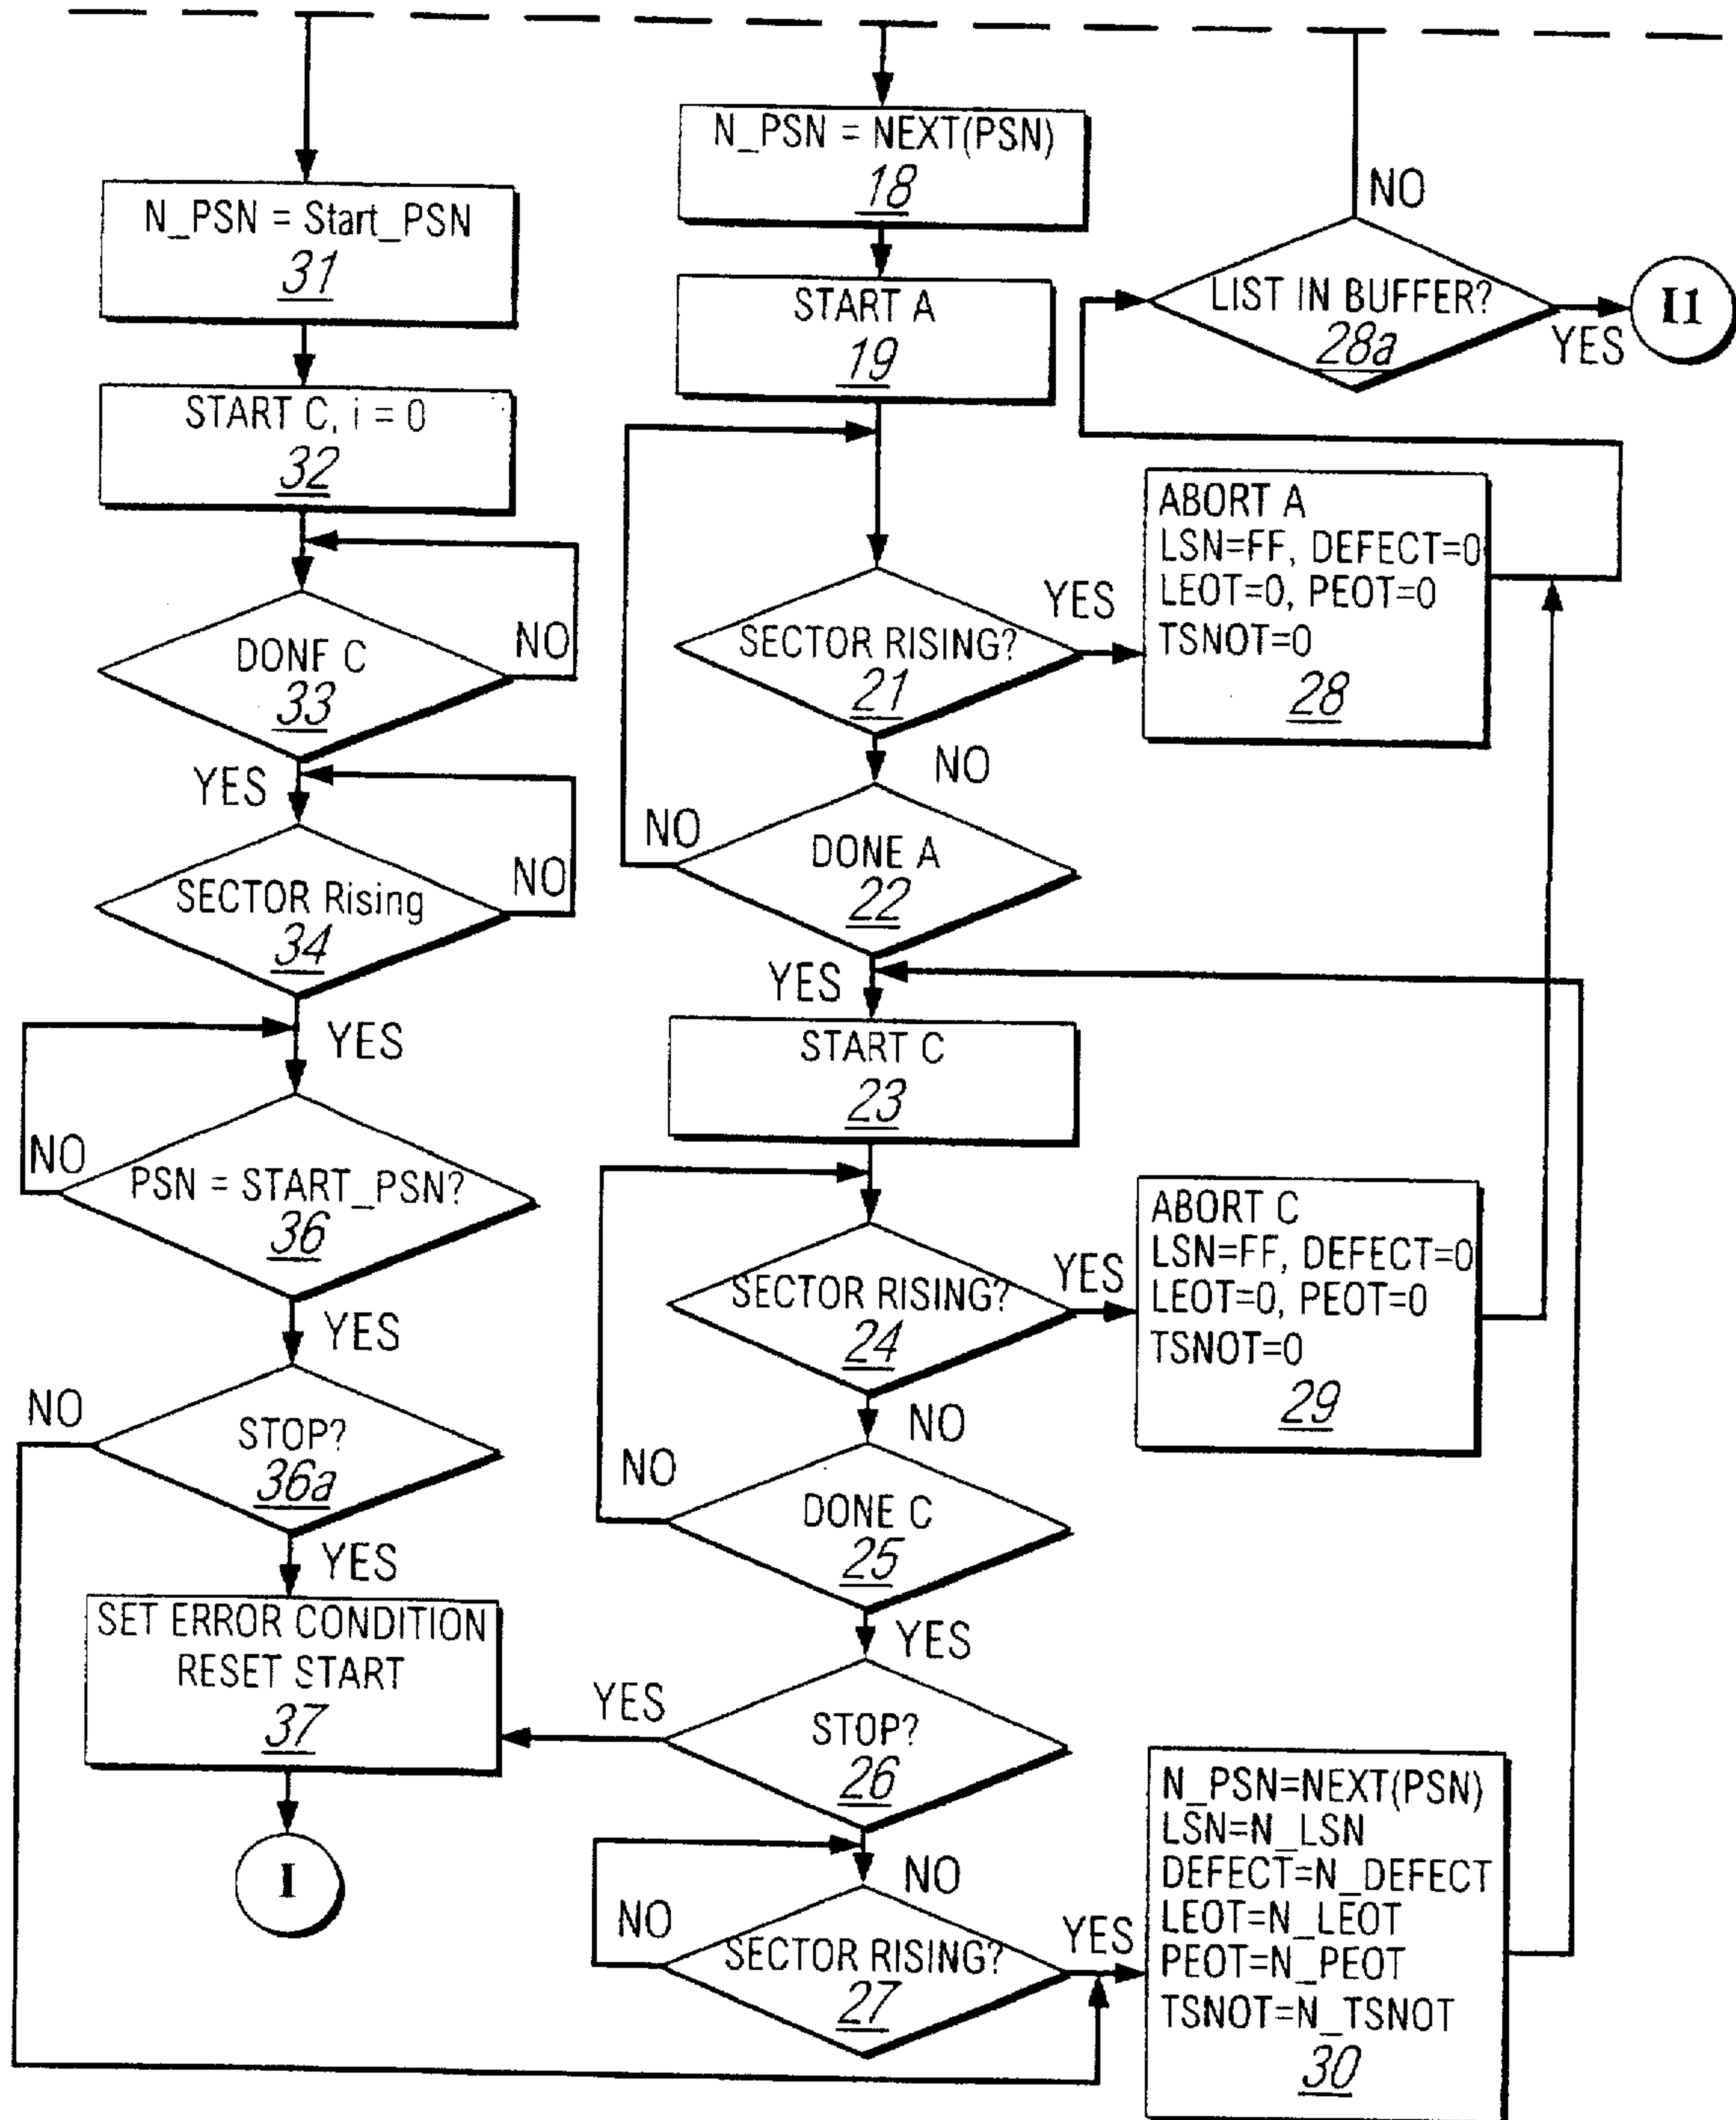 N_PSN = Start_PSN
31
START C, i = 0
32
DONF C
33
NO
YES
SECTOR Rising
34
NO
YES
NO
PSN = START_PSN?
36
YES
NO
STOP?
36a
YES
SET ERROR CONDITION
RESET START
37
I
N_PSN = NEXT(PSN)
18
START A
19
SECTOR RISING?
21
YES
NO
NO
DONE A
22
YES
START C
23
SECTOR RISING?
24
YES
NO
NO
DONE C
25
YES
YES
STOP?
26
NO
NO
SECTOR RISING?
27
YES
NO
LIST IN BUFFER?
28a
YES
I1
ABORT A
LSN=FF, DEFECT=0
LEOT=0, PEOT=0
TSNOT=0
28
ABORT C
LSN=FF, DEFECT=0
LEOT=0, PEOT=0
TSNOT=0
29
N_PSN=NEXT(PSN)
LSN=N_LSN
DEFECT=N_DEFECT
LEOT=N_LEOT
PEOT=N_PEOT
TSNOT=N_TSNOT
30